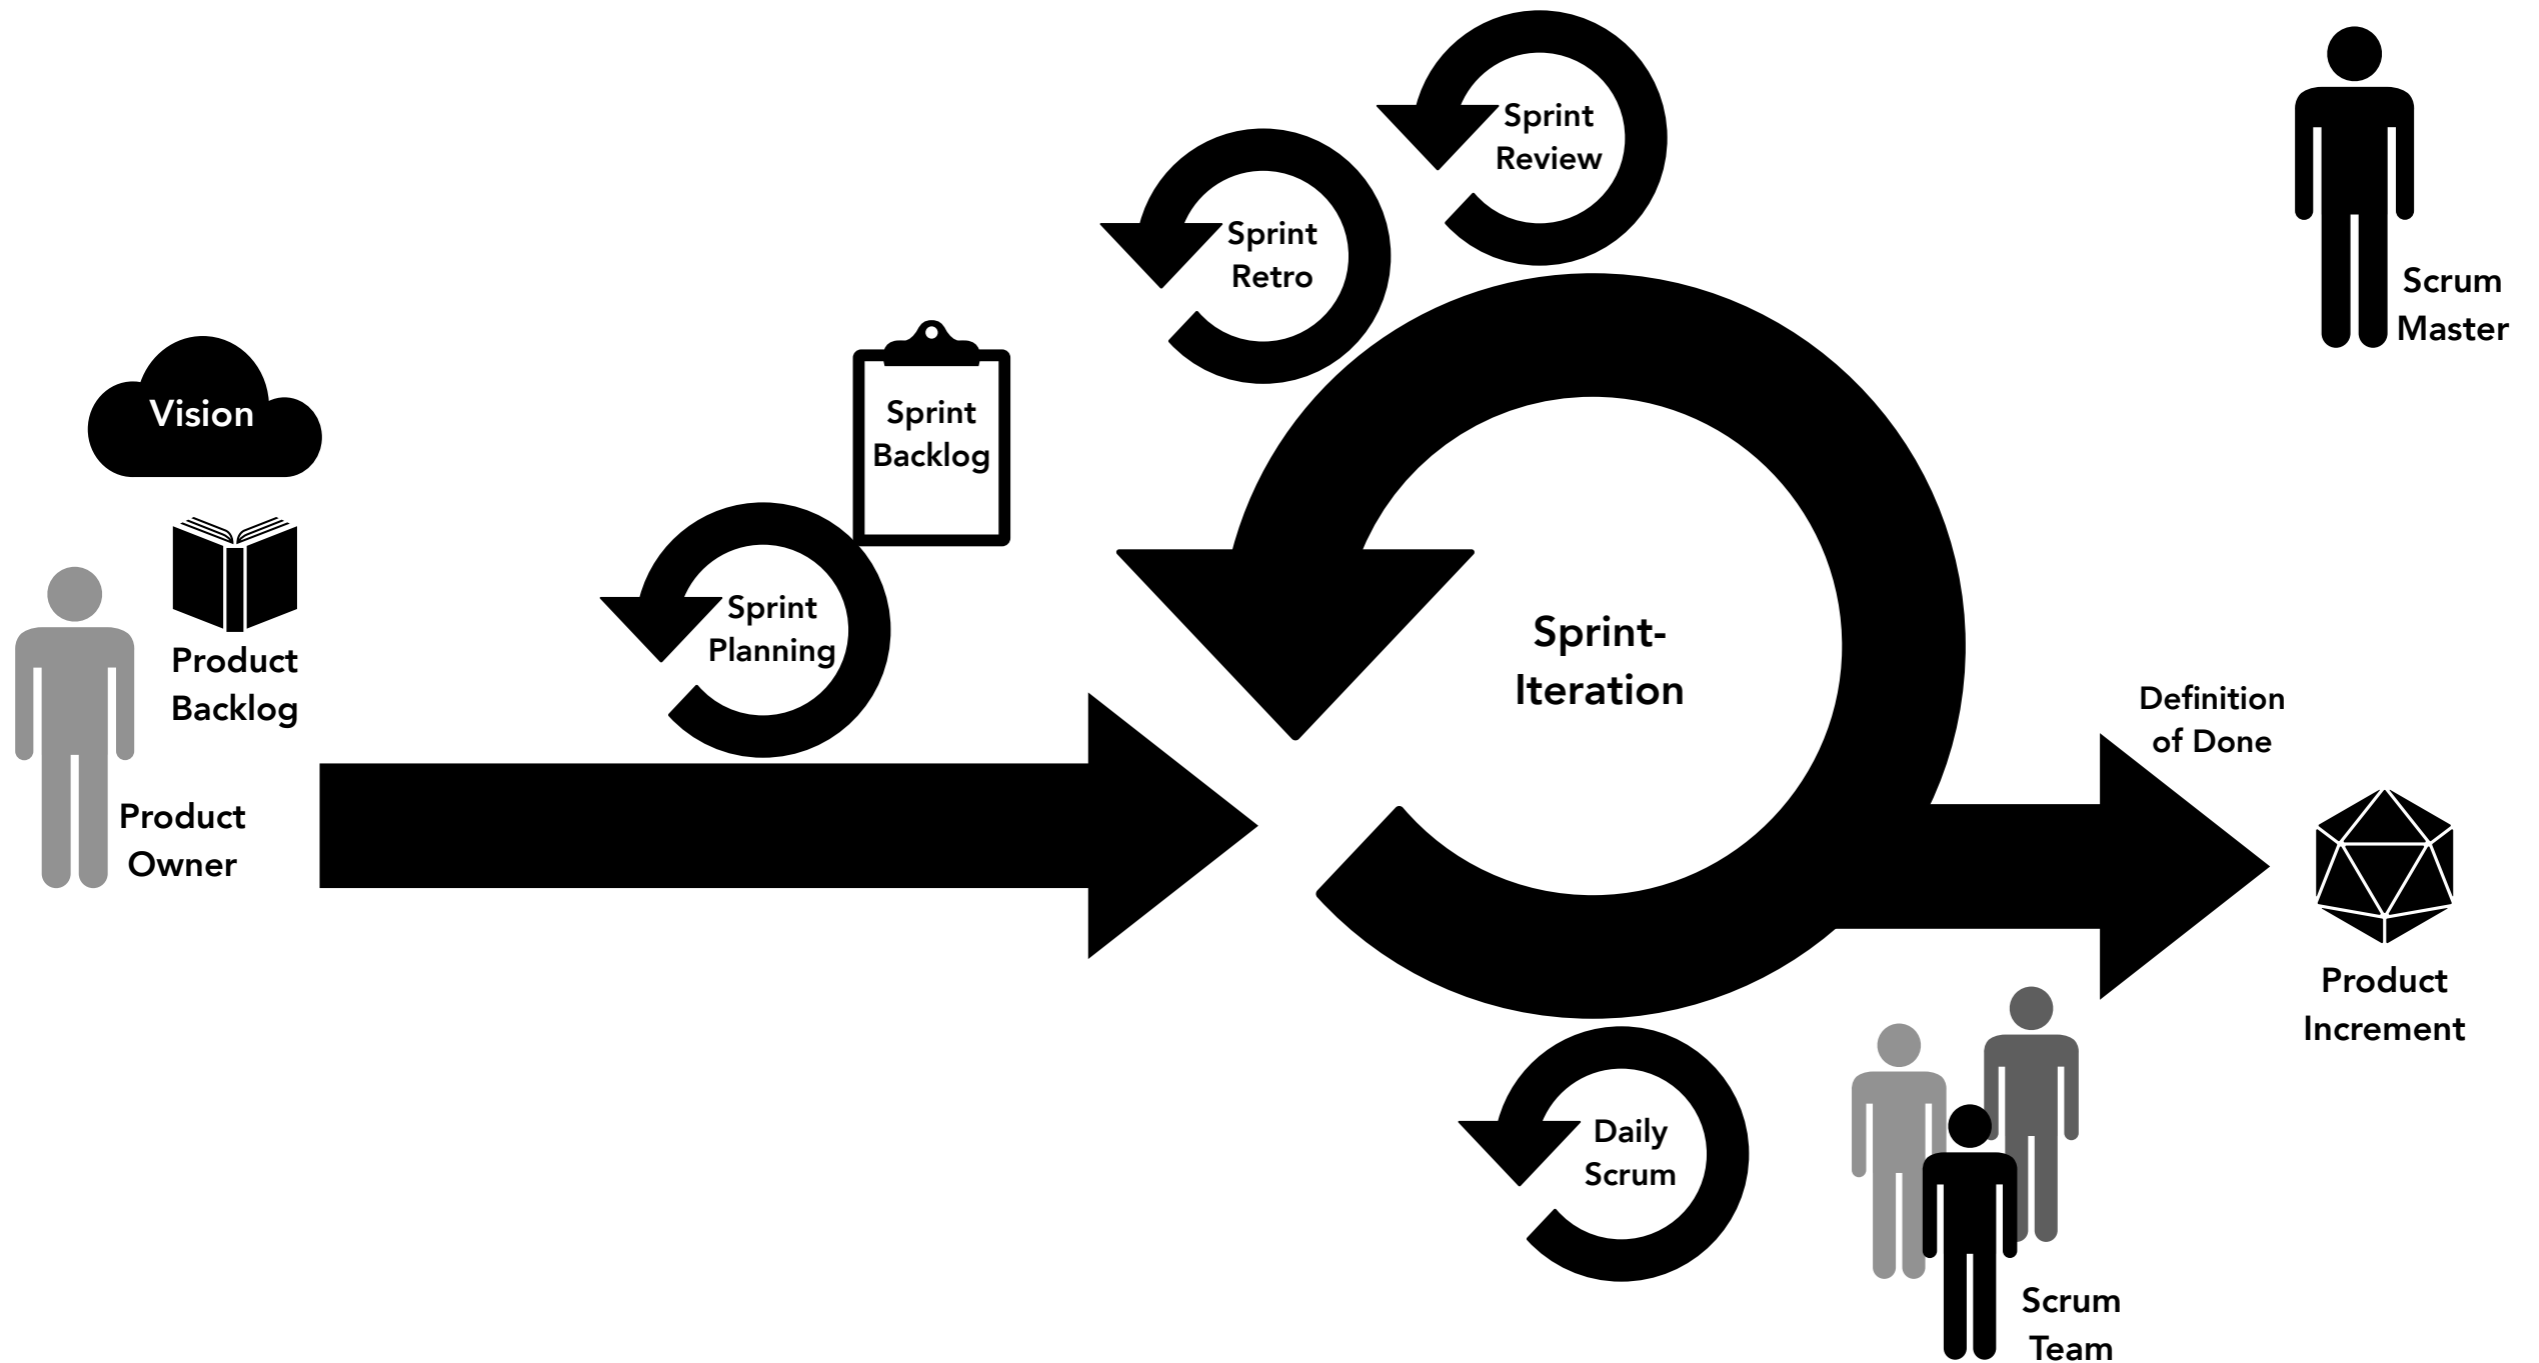 Sprint
Review
Sprint
Retro
Scrum
Master
Vision
Sprint
Backlog
Product
Backlog
Sprint
Planning
Sprint-
Iteration
Definition
of Done
Product
Owner
Product
Increment
Daily
Scrum
Scrum
Team